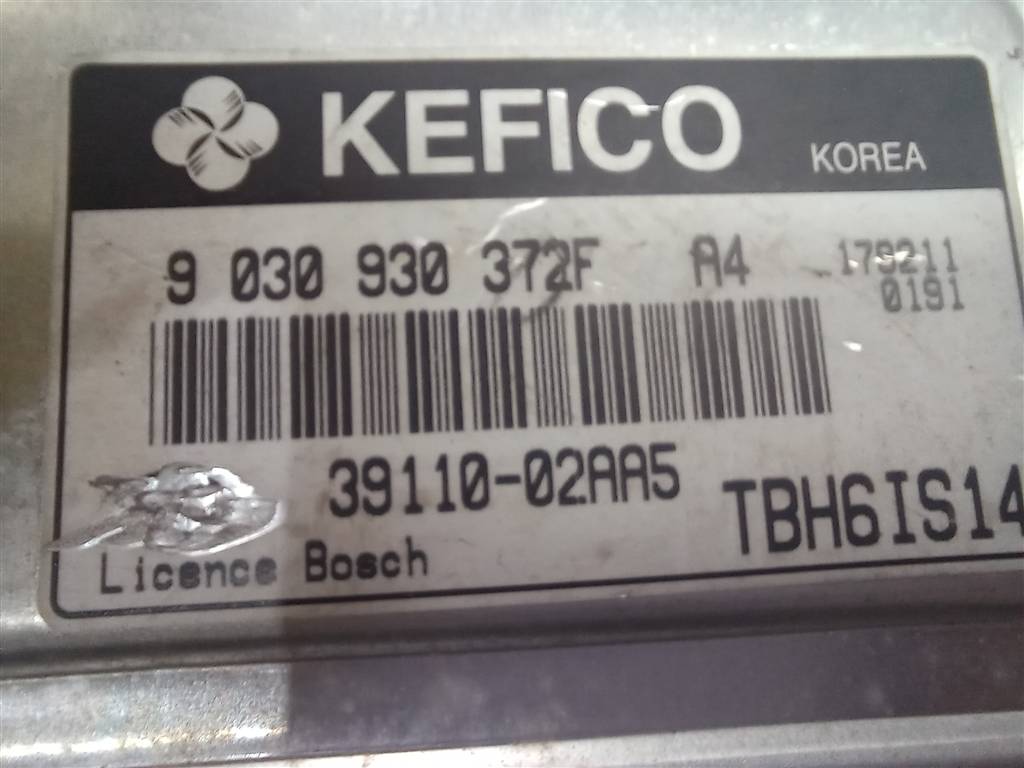 KEFICO KOREA
9 030 930 372F A4 179211
0191
39110-02AA5
TBH6IS14
Licence Bosch